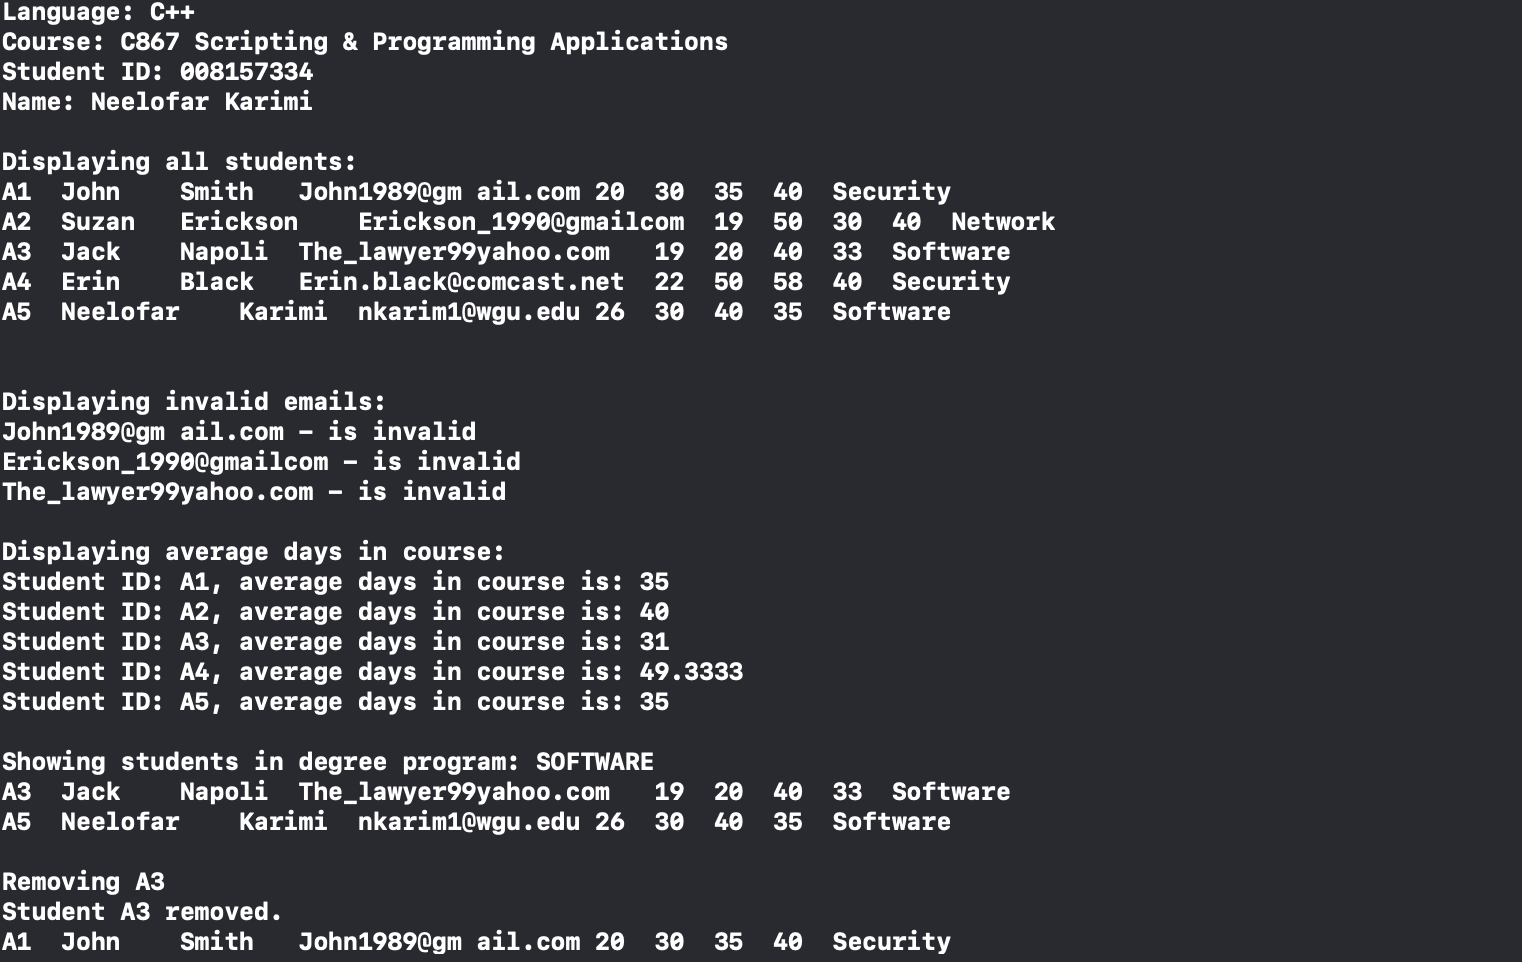 Language: C++
Course: C867 Scripting & Programming Applications
Student ID: 008157334
Name: Neelofar Karimi
Displaying all students:
A1  John    Smith   John1989@gm ail.com 20  30  35  40  Security
A2  Suzan   Erickson    Erickson_1990@gmailcom  19  50  30  40  Network
A3  Jack    Napoli  The_lawyer99yahoo.com   19  20  40  33  Software
A4  Erin    Black   Erin.black@comcast.net  22  50  58  40  Security
A5  Neelofar    Karimi  nkarim1@wgu.edu 26  30  40  35  Software
Displaying invalid emails:
John1989@gm ail.com - is invalid
Erickson_1990@gmailcom - is invalid
The_lawyer99yahoo.com - is invalid
Displaying average days in course:
Student ID: A1, average days in course is: 35
Student ID: A2, average days in course is: 40
Student ID: A3, average days in course is: 31
Student ID: A4, average days in course is: 49.3333
Student ID: A5, average days in course is: 35
Showing students in degree program: SOFTWARE
A3  Jack    Napoli  The_lawyer99yahoo.com   19  20  40  33  Software
A5  Neelofar    Karimi  nkarim1@wgu.edu 26  30  40  35  Software
Removing A3
Student A3 removed.
A1  John    Smith   John1989@gm ail.com 20  30  35  40  Security